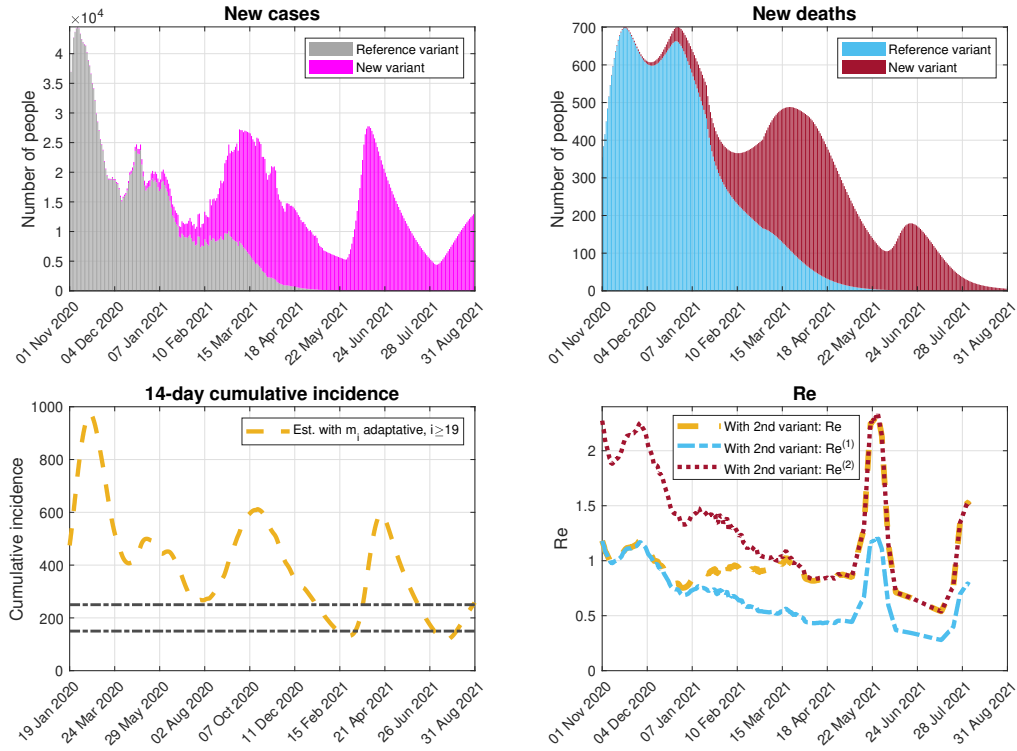 New cases
×10⁴
4
3.5
3
2.5
2
1.5
1
0.5
0
Number of people
Reference variant
New variant
01 Nov 2020
04 Dec 2020
07 Jan 2021
10 Feb 2021
15 Mar 2021
18 Apr 2021
22 May 2021
24 Jun 2021
28 Jul 2021
31 Aug 2021
New deaths
700
600
500
400
300
200
100
0
Number of people
Reference variant
New variant
01 Nov 2020
04 Dec 2020
07 Jan 2021
10 Feb 2021
15 Mar 2021
18 Apr 2021
22 May 2021
24 Jun 2021
28 Jul 2021
31 Aug 2021
14-day cumulative incidence
1000
800
600
400
200
0
Cumulative incidence
Est. with mᵢ adaptative, i≥19
19 Jan 2020
24 Mar 2020
29 May 2020
02 Aug 2020
07 Oct 2020
11 Dec 2020
15 Feb 2021
21 Apr 2021
26 Jun 2021
31 Aug 2021
Re
2
1.5
1
0.5
0
Re
With 2nd variant: Re
With 2nd variant: Re⁽¹⁾
With 2nd variant: Re⁽²⁾
01 Nov 2020
04 Dec 2020
07 Jan 2021
10 Feb 2021
15 Mar 2021
18 Apr 2021
22 May 2021
24 Jun 2021
28 Jul 2021
31 Aug 2021